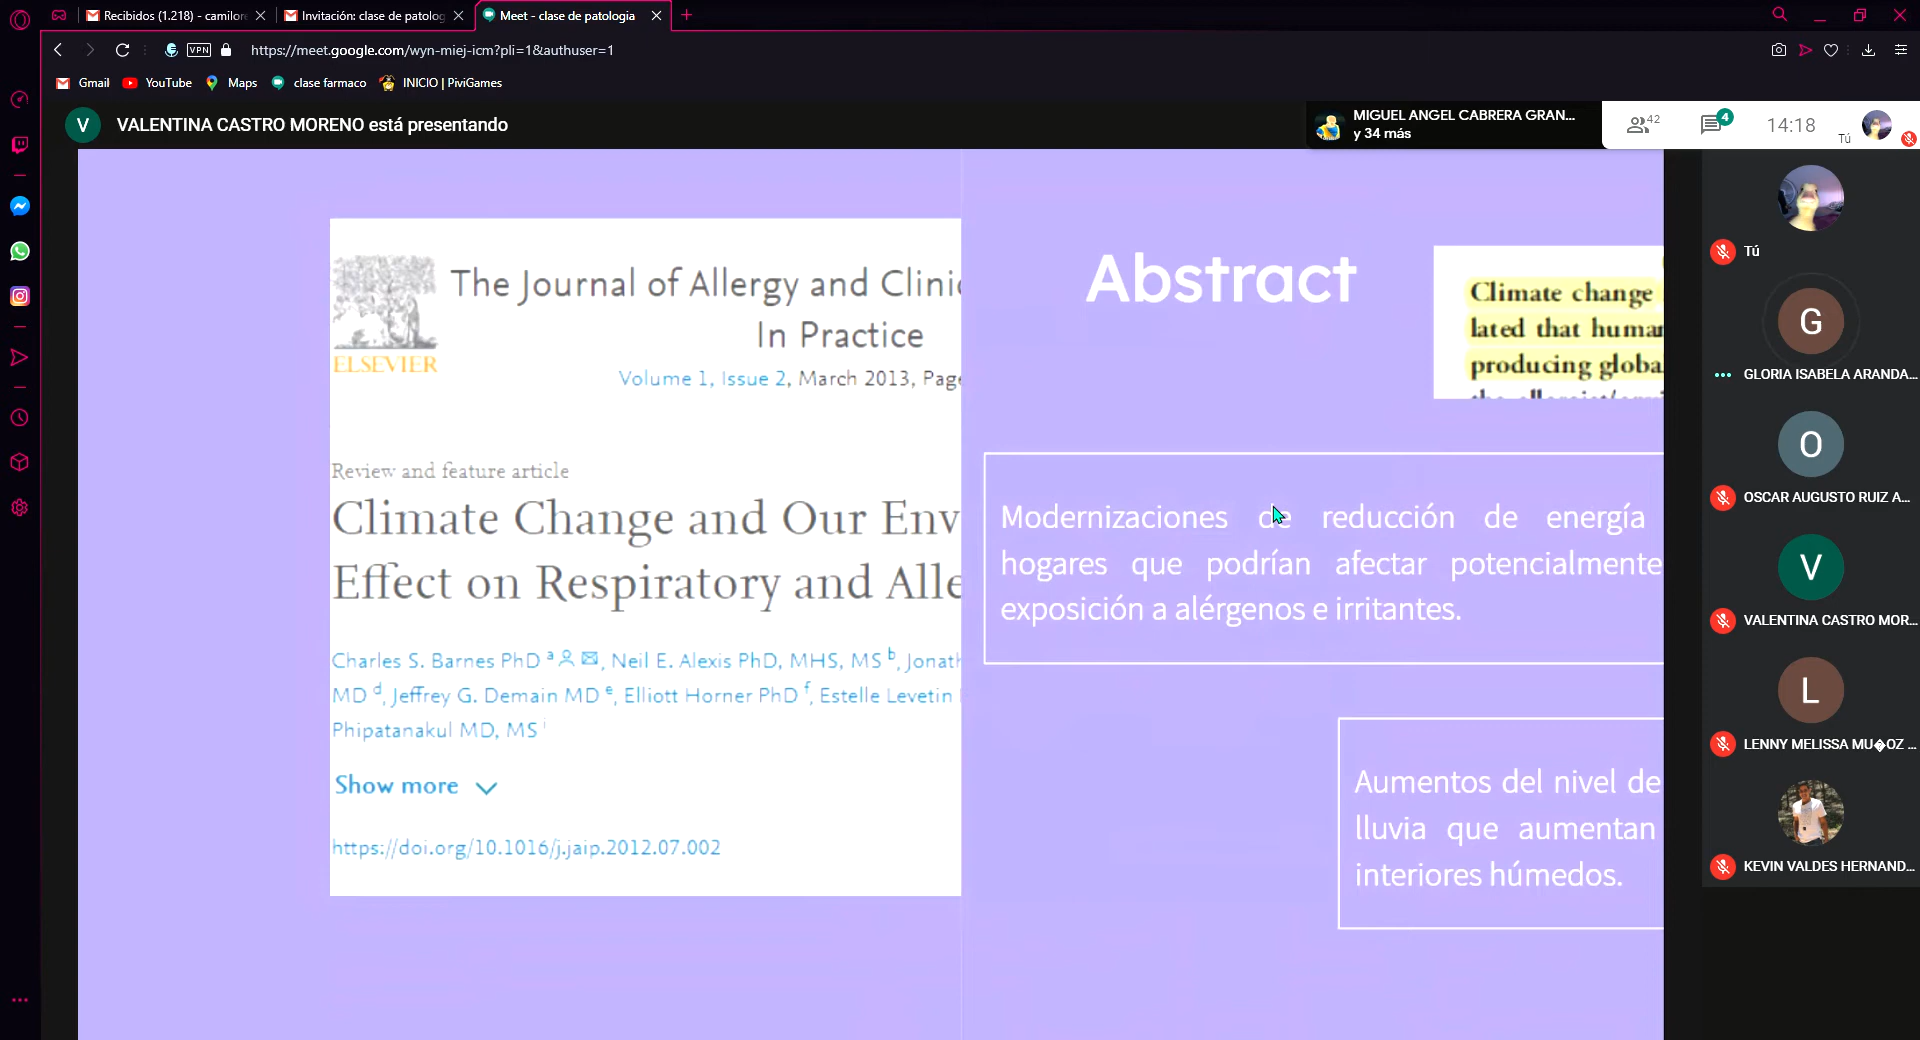 Recibidos (1.218) - camilore
Invitación: clase de patolog
Meet - clase de patologia
VPN
https://meet.google.com/wyn-miej-icm?pli=1&authuser=1
Gmail
YouTube
Maps
clase farmaco
INICIO | PiviGames
V
VALENTINA CASTRO MORENO está presentando
MIGUEL ANGEL CABRERA GRAN...
y 34 más
42
4
14:18
Tú
ELSEVIER
The Journal of Allergy and Clinic
In Practice
Volume 1, Issue 2, March 2013, Page
Review and feature article
Climate Change and Our Env
Effect on Respiratory and Alle
Charles S. Barnes PhD a, Neil E. Alexis PhD, MHS, MS b, Jonath
MD d, Jeffrey G. Demain MD e, Elliott Horner PhD f, Estelle Levetin
Phipatanakul MD, MS i
Show more
https://doi.org/10.1016/j.jaip.2012.07.002
Abstract
Climate change
lated that human
producing globa
Modernizaciones de reducción de energía
hogares que podrían afectar potencialmente
exposición a alérgenos e irritantes.
Aumentos del nivel de
lluvia que aumentan
interiores húmedos.
Tú
G
GLORIA ISABELA ARANDA...
O
OSCAR AUGUSTO RUIZ A...
V
VALENTINA CASTRO MOR...
L
LENNY MELISSA MU�OZ ...
KEVIN VALDES HERNAND...